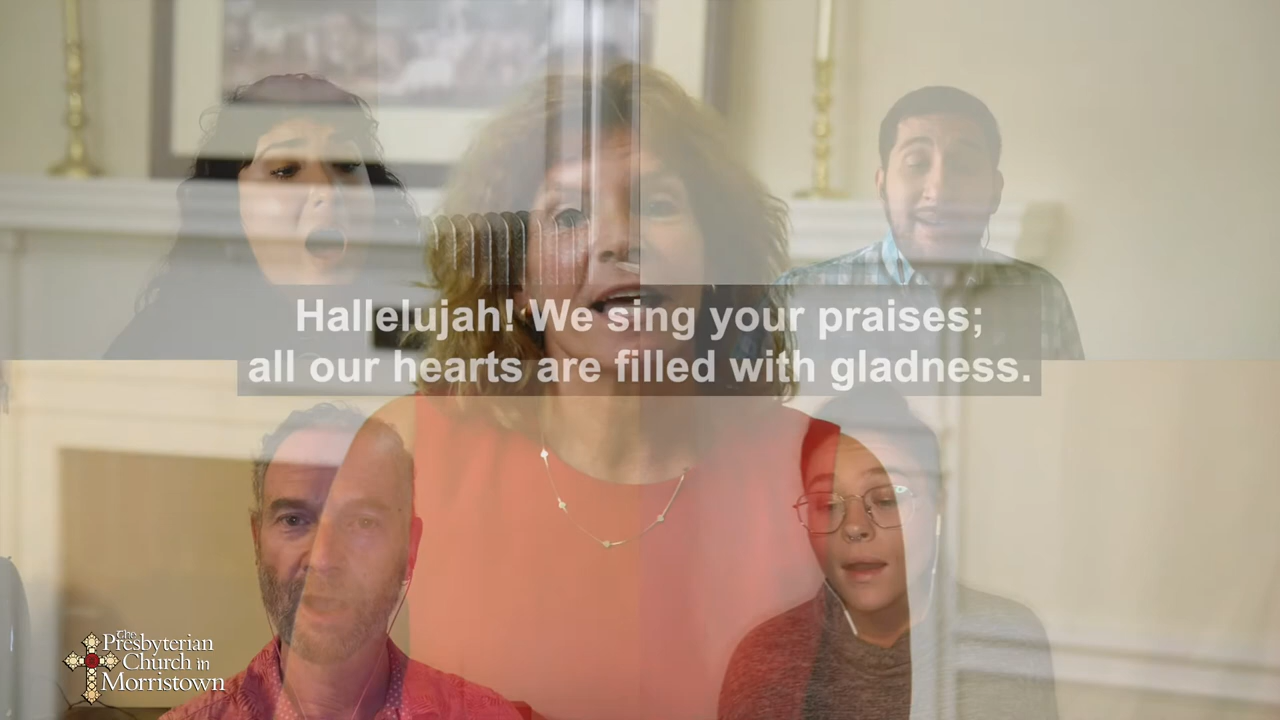 Hallelujah! We sing your praises;
all our hearts are filled with gladness.
The
Presbyterian
Church in
Morristown